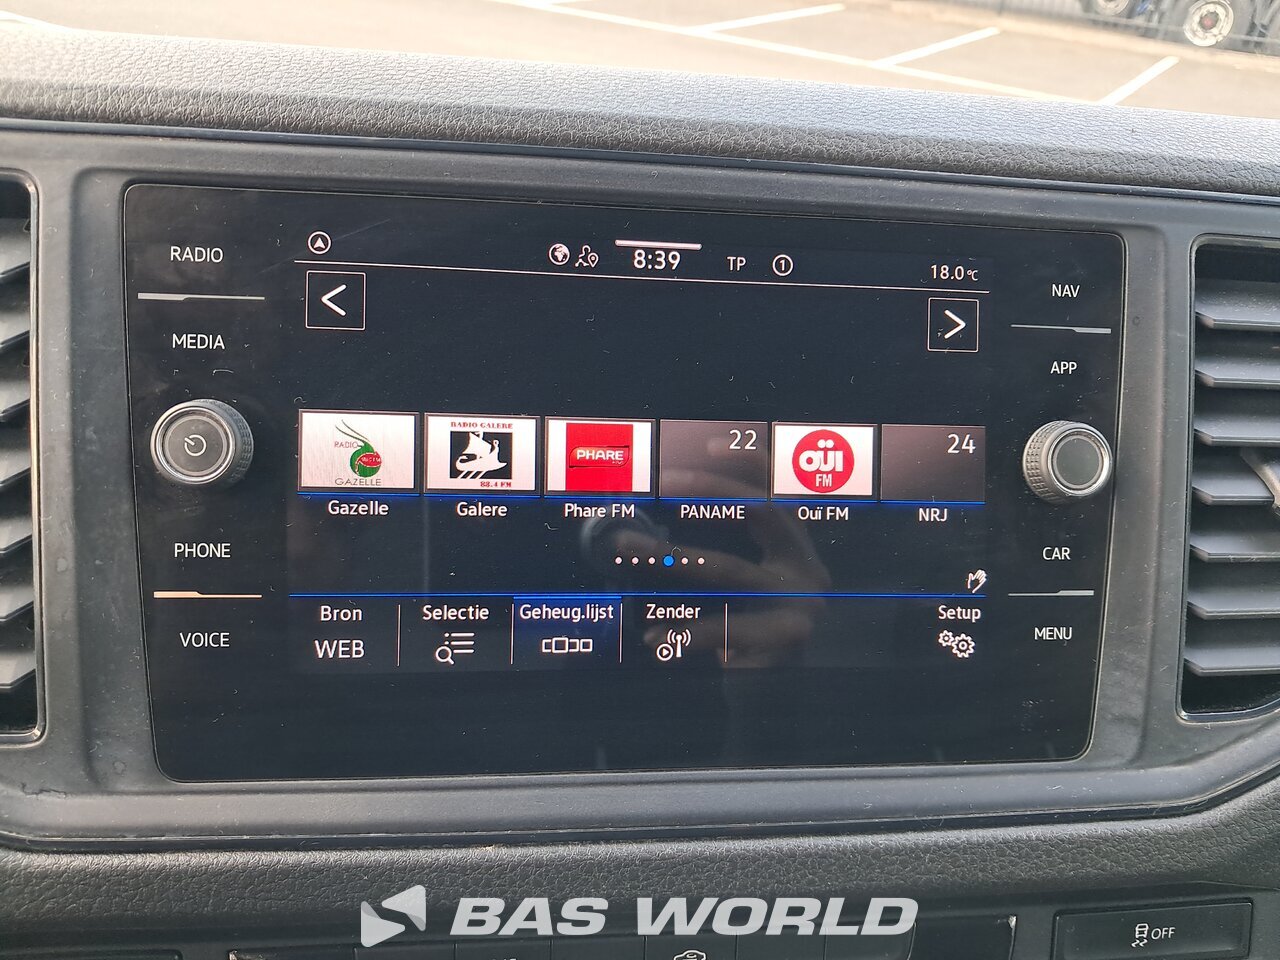 RADIO
MEDIA
PHONE
VOICE
8:39
TP
1
18.0°C
<
>
NAV
APP
CAR
MENU
RADIO
GAZELLE
RADIO GALERE
88.4 FM
PHARE
22
OÜI
FM
24
Gazelle
Galere
Phare FM
PANAME
Ouï FM
NRJ
Bron
WEB
Selectie
Geheug.lijst
Zender
Setup
BAS WORLD
OFF